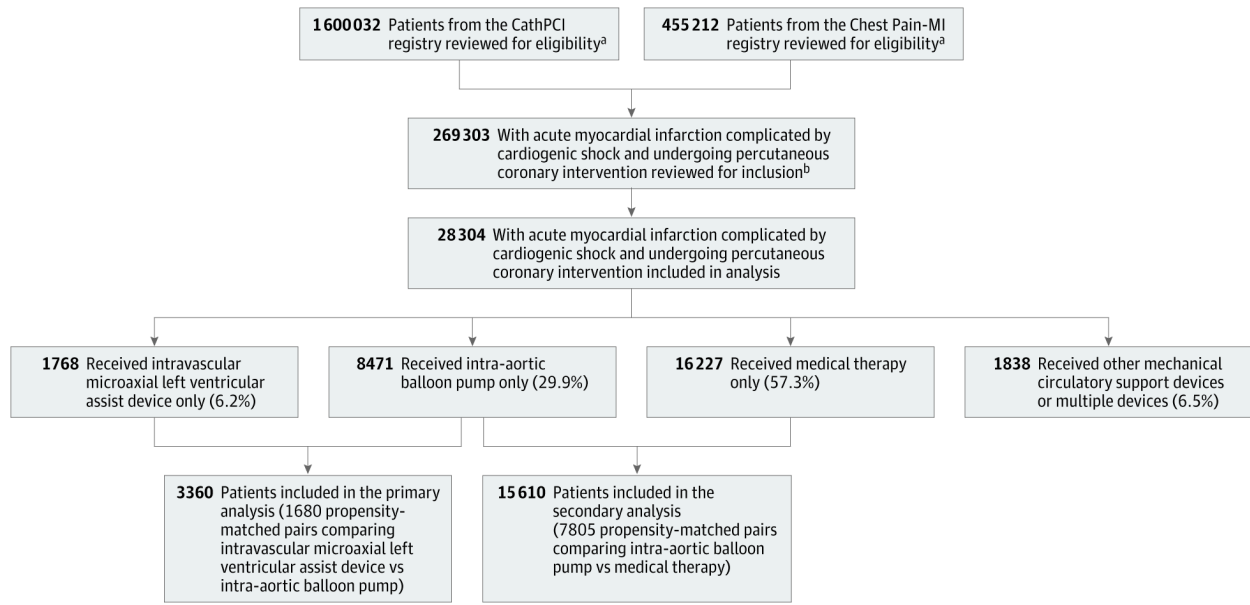 1600032 Patients from the CathPCI
registry reviewed for eligibilityᵃ
455212 Patients from the Chest Pain-MI
registry reviewed for eligibilityᵃ
269303 With acute myocardial infarction complicated by
cardiogenic shock and undergoing percutaneous
coronary intervention reviewed for inclusionᵇ
28304 With acute myocardial infarction complicated by
cardiogenic shock and undergoing percutaneous
coronary intervention included in analysis
1768 Received intravascular
microaxial left ventricular
assist device only (6.2%)
8471 Received intra-aortic
balloon pump only (29.9%)
16227 Received medical therapy
only (57.3%)
1838 Received other mechanical
circulatory support devices
or multiple devices (6.5%)
3360 Patients included in the primary
analysis (1680 propensity-
matched pairs comparing
intravascular microaxial left
ventricular assist device vs
intra-aortic balloon pump)
15610 Patients included in the
secondary analysis
(7805 propensity-matched pairs
comparing intra-aortic balloon
pump vs medical therapy)